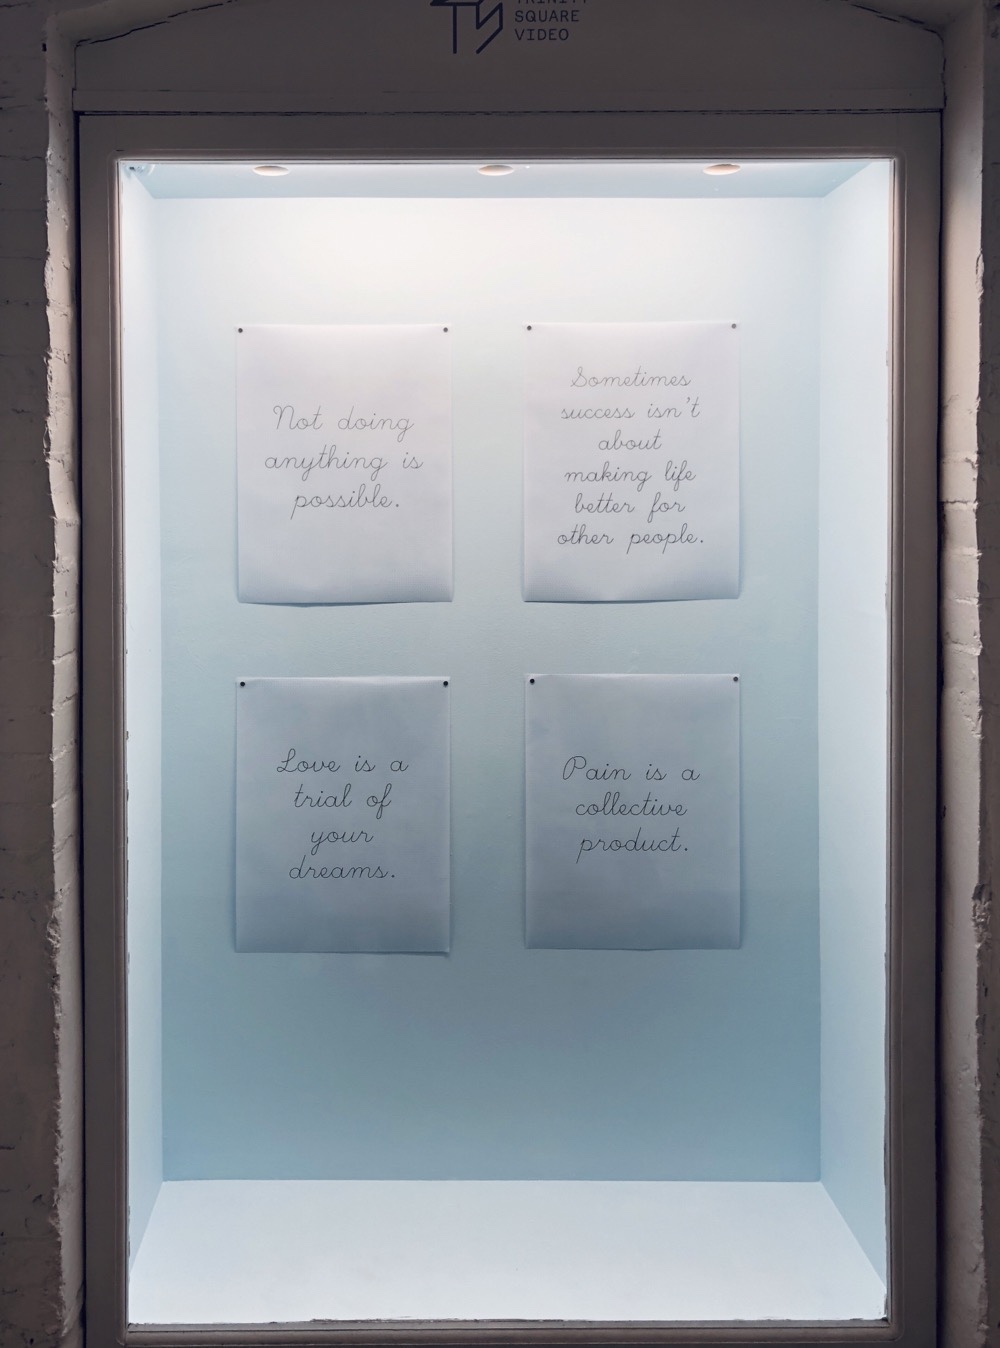 TRINITY
SQUARE
VIDEO
Not doing
anything is
possible.
Sometimes
success isn't
about
making life
better for
other people.
Love is a
trial of
your
dreams.
Pain is a
collective
product.